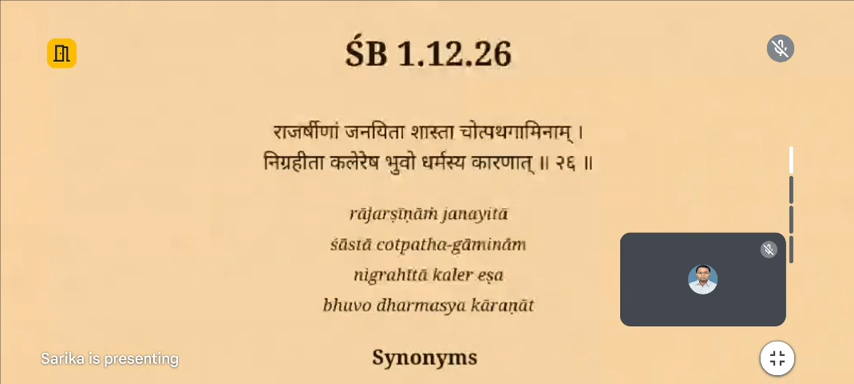 ŚB 1.12.26
राजर्षीणां जनयिता शास्ता चोत्पथगामिनाम् ।
निग्रहीता कलेरेष भुवो धर्मस्य कारणात् ॥ २६ ॥
rājarṣīṇāṁ janayitā
śāstā cotpatha-gāminām
nigrahītā kaler eṣa
bhuvo dharmasya kāraṇāt
Sarika is presenting
Synonyms